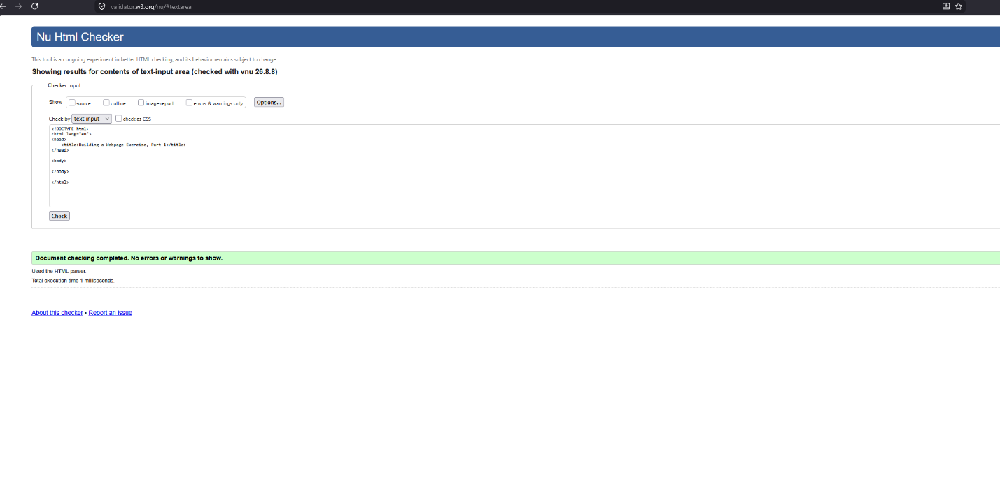 validator.w3.org/nu/#textarea
Nu Html Checker
This tool is an ongoing experiment in better HTML checking, and its behavior remains subject to change
Showing results for contents of text-input area (checked with vnu 26.8.8)
Checker Input
Show source outline image report errors & warnings only Options...
Check by text input check as CSS
<!DOCTYPE html>
<html lang="en">
<head>
    <title>Building a Webpage Exercise, Part 1</title>
</head>
<body>
</body>
</html>
Check
Document checking completed. No errors or warnings to show.
Used the HTML parser.
Total execution time 1 milliseconds.
About this checker • Report an issue